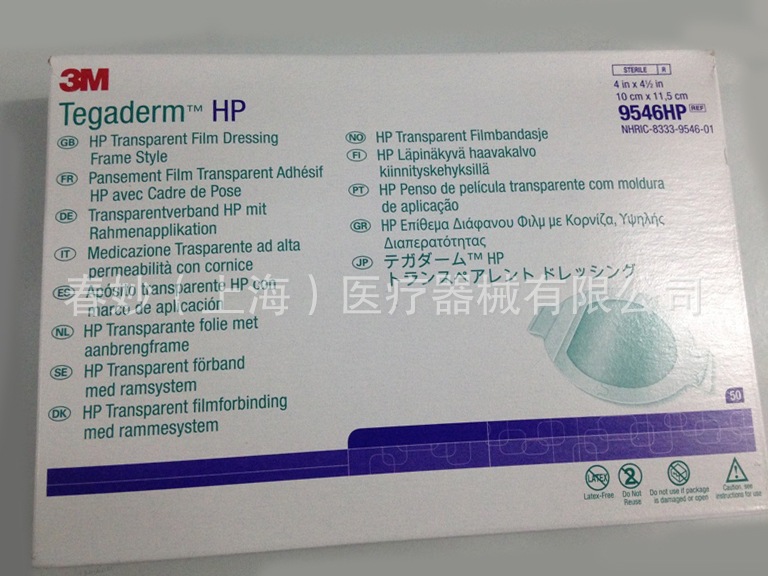 3M
Tegaderm™ HP
GB HP Transparent Film Dressing
Frame Style
FR Pansement Film Transparent Adhésif
HP avec Cadre de Pose
DE Transparentverband HP mit
Rahmenapplikation
IT Medicazione Trasparente ad alta
permeabilità con cornice
Apósito transparente HP con
marco de aplicación
NL HP Transparante folie met
aanbrengframe
SE HP Transparent förband
med ramsystem
DK HP Transparent filmforbinding
med rammesystem
NO HP Transparent Filmbandasje
FI HP Läpinäkyvä haavakalvo
kiinnityskehyksillä
PT HP Penso de película transparente com moldura
de aplicação
GR HP Επίθεμα Διάφανου Φιλμ με Κορνίζα, Υψηλής
Διαπερατότητας
JP テガダーム™ HP
トランスペアレント ドレッシング
STERILE R
4 in x 4½ in
10 cm x 11,5 cm
9546HP REF
NHRIC-8333-9546-01
春妙（上海）医疗器械有限公司
50
LATEX
Latex-Free
2
Do Not
Reuse
Do not use if package
is damaged or open
Caution, see
instructions for use